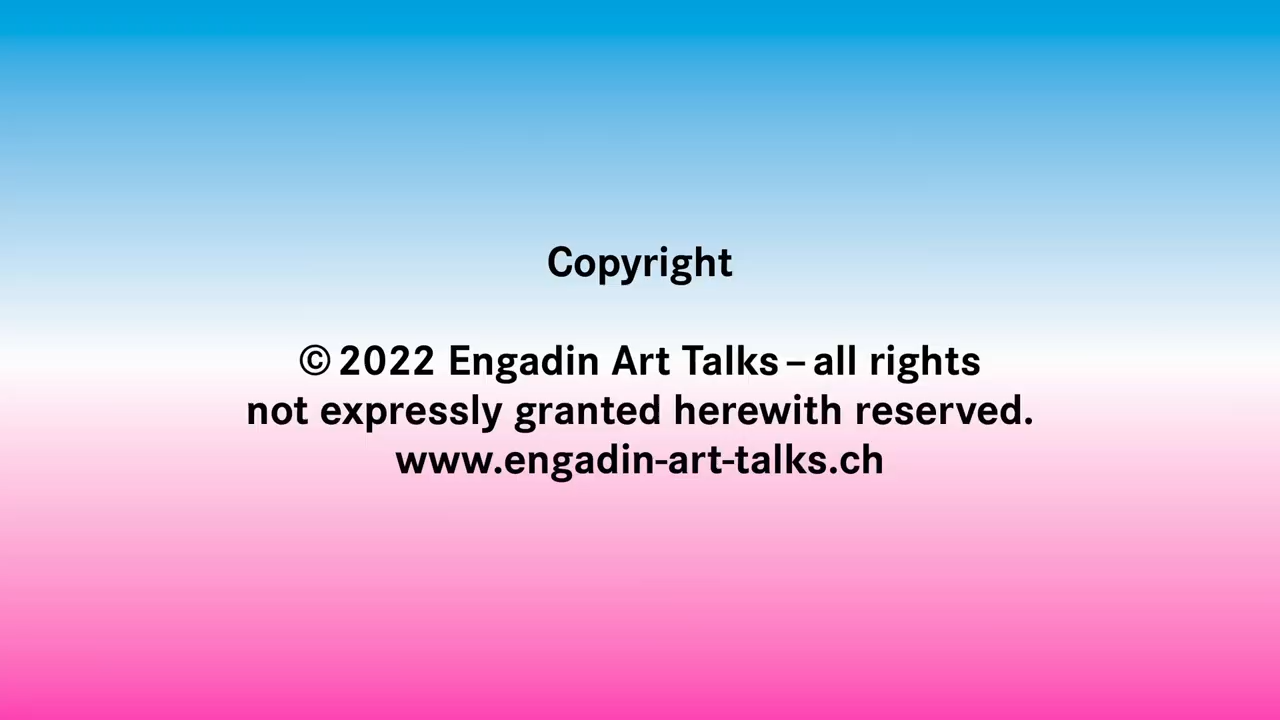 Copyright
© 2022 Engadin Art Talks – all rights
not expressly granted herewith reserved.
www.engadin-art-talks.ch